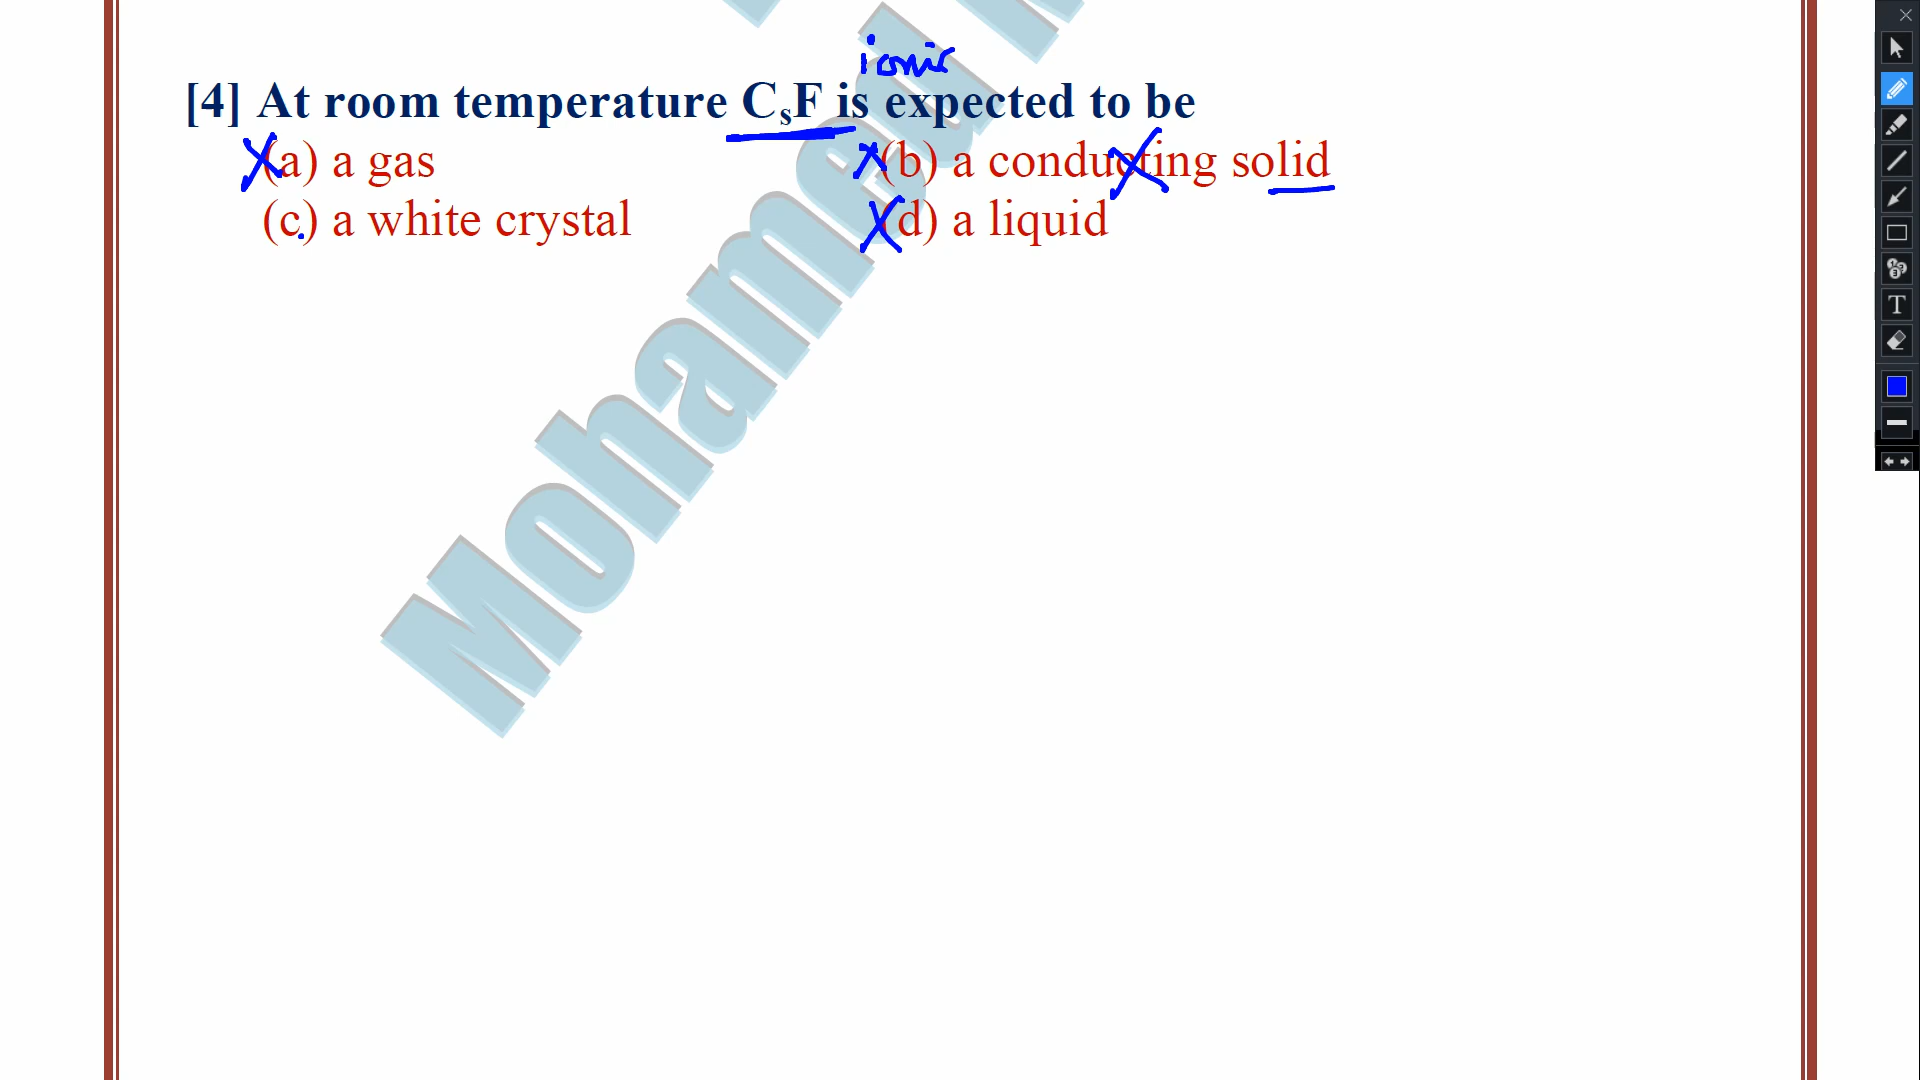 ionic
[4] At room temperature CsF is expected to be
(a) a gas (b) a conducting solid
(c) a white crystal (d) a liquid
Mohamed